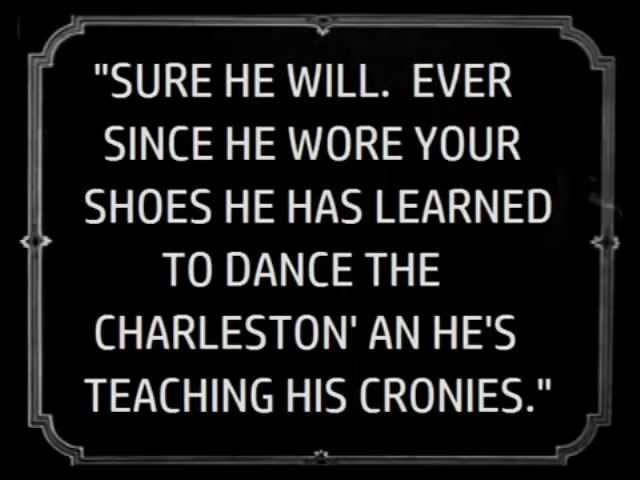 "SURE HE WILL.  EVER
SINCE HE WORE YOUR
SHOES HE HAS LEARNED
TO DANCE THE
CHARLESTON' AN HE'S
TEACHING HIS CRONIES."